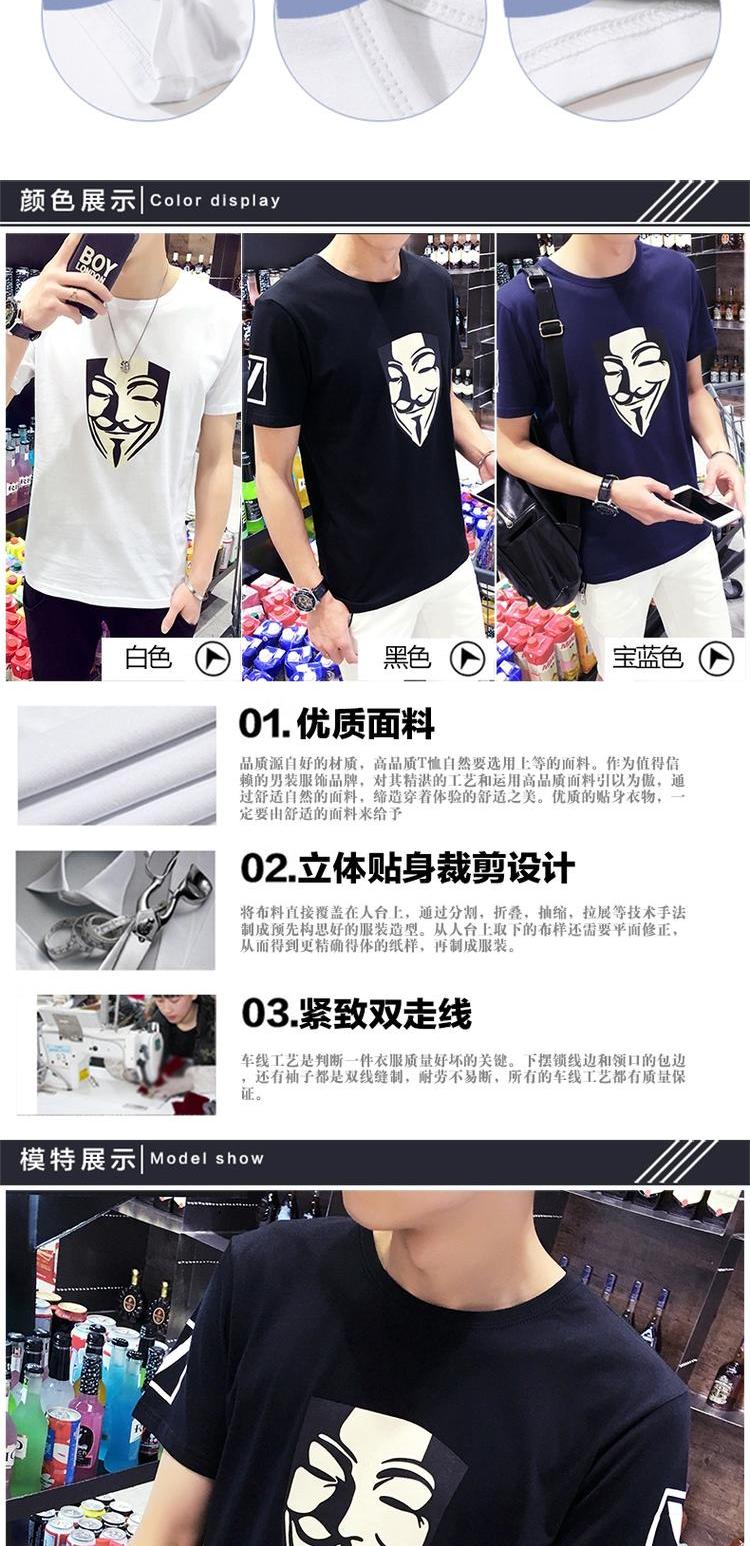 颜色展示 Color display
BOY
LONDON
白色
黑色
宝蓝色
01.优质面料
品质源自好的材质，高品质T恤自然要选用上等的面料。作为值得信
赖的男装服饰品牌，对其精湛的工艺和运用高品质面料引以为傲，通
过舒适自然的面料，缔造穿着体验的舒适之美。优质的贴身衣物，一
定要由舒适的面料来给予
02.立体贴身裁剪设计
将布料直接覆盖在人台上，通过分割，折叠，抽缩，拉展等技术手法
制成预先构思好的服装造型。从人台上取下的布样还需要平面修正，
从而得到更精确得体的纸样，再制成服装。
03.紧致双走线
车线工艺是判断一件衣服质量好坏的关键。下摆锁线边和领口的包边
，还有袖子都是双线缝制，耐劳不易断，所有的车线工艺都有质量保
证。
模特展示 Model show